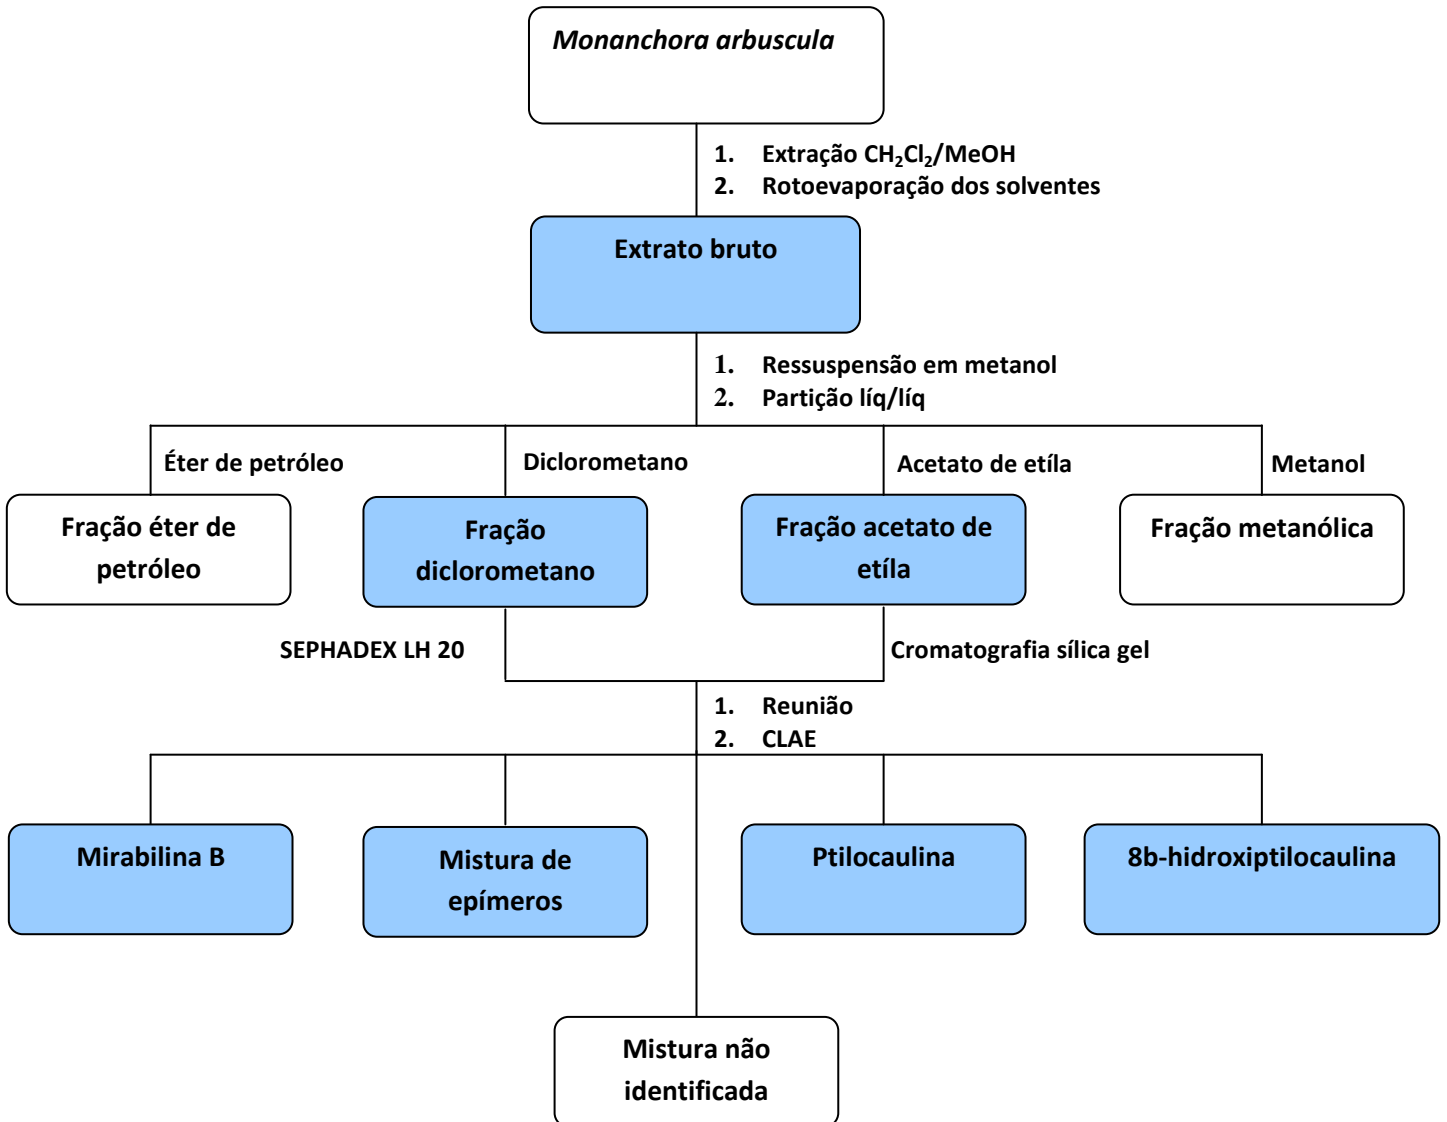 Monanchora arbuscula
1. Extração CH₂Cl₂/MeOH
2. Rotoevaporação dos solventes
Extrato bruto
1. Ressuspensão em metanol
2. Partição líq/líq
Éter de petróleo
Diclorometano
Acetato de etíla
Metanol
Fração éter de
petróleo
Fração
diclorometano
Fração acetato de
etíla
Fração metanólica
SEPHADEX LH 20
Cromatografia sílica gel
1. Reunião
2. CLAE
Mirabilina B
Mistura de
epímeros
Ptilocaulina
8b-hidroxiptilocaulina
Mistura não
identificada